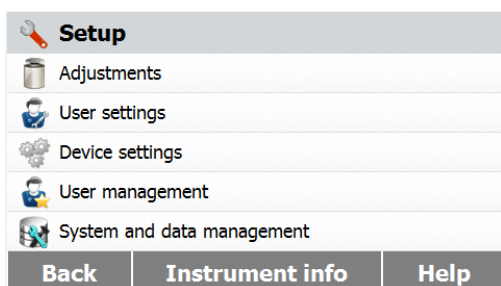 Setup
Adjustments
User settings
Device settings
User management
System and data management
Back Instrument info Help